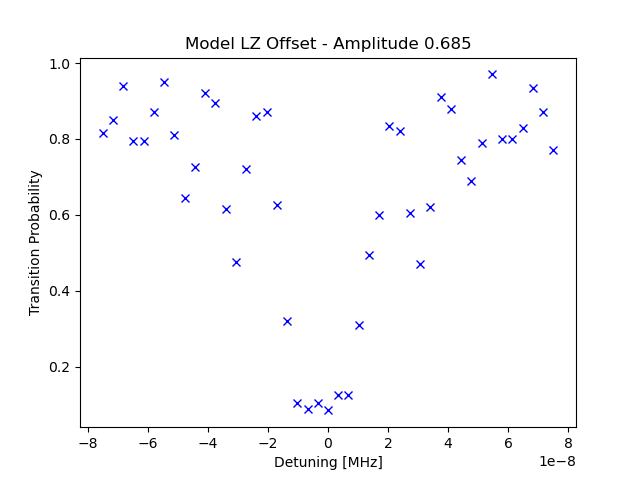 Model LZ Offset - Amplitude 0.685
Transition Probability
1.0
0.8
0.6
0.4
0.2
−8 −6 −4 −2 0 2 4 6 8
1e−8
Detuning [MHz]